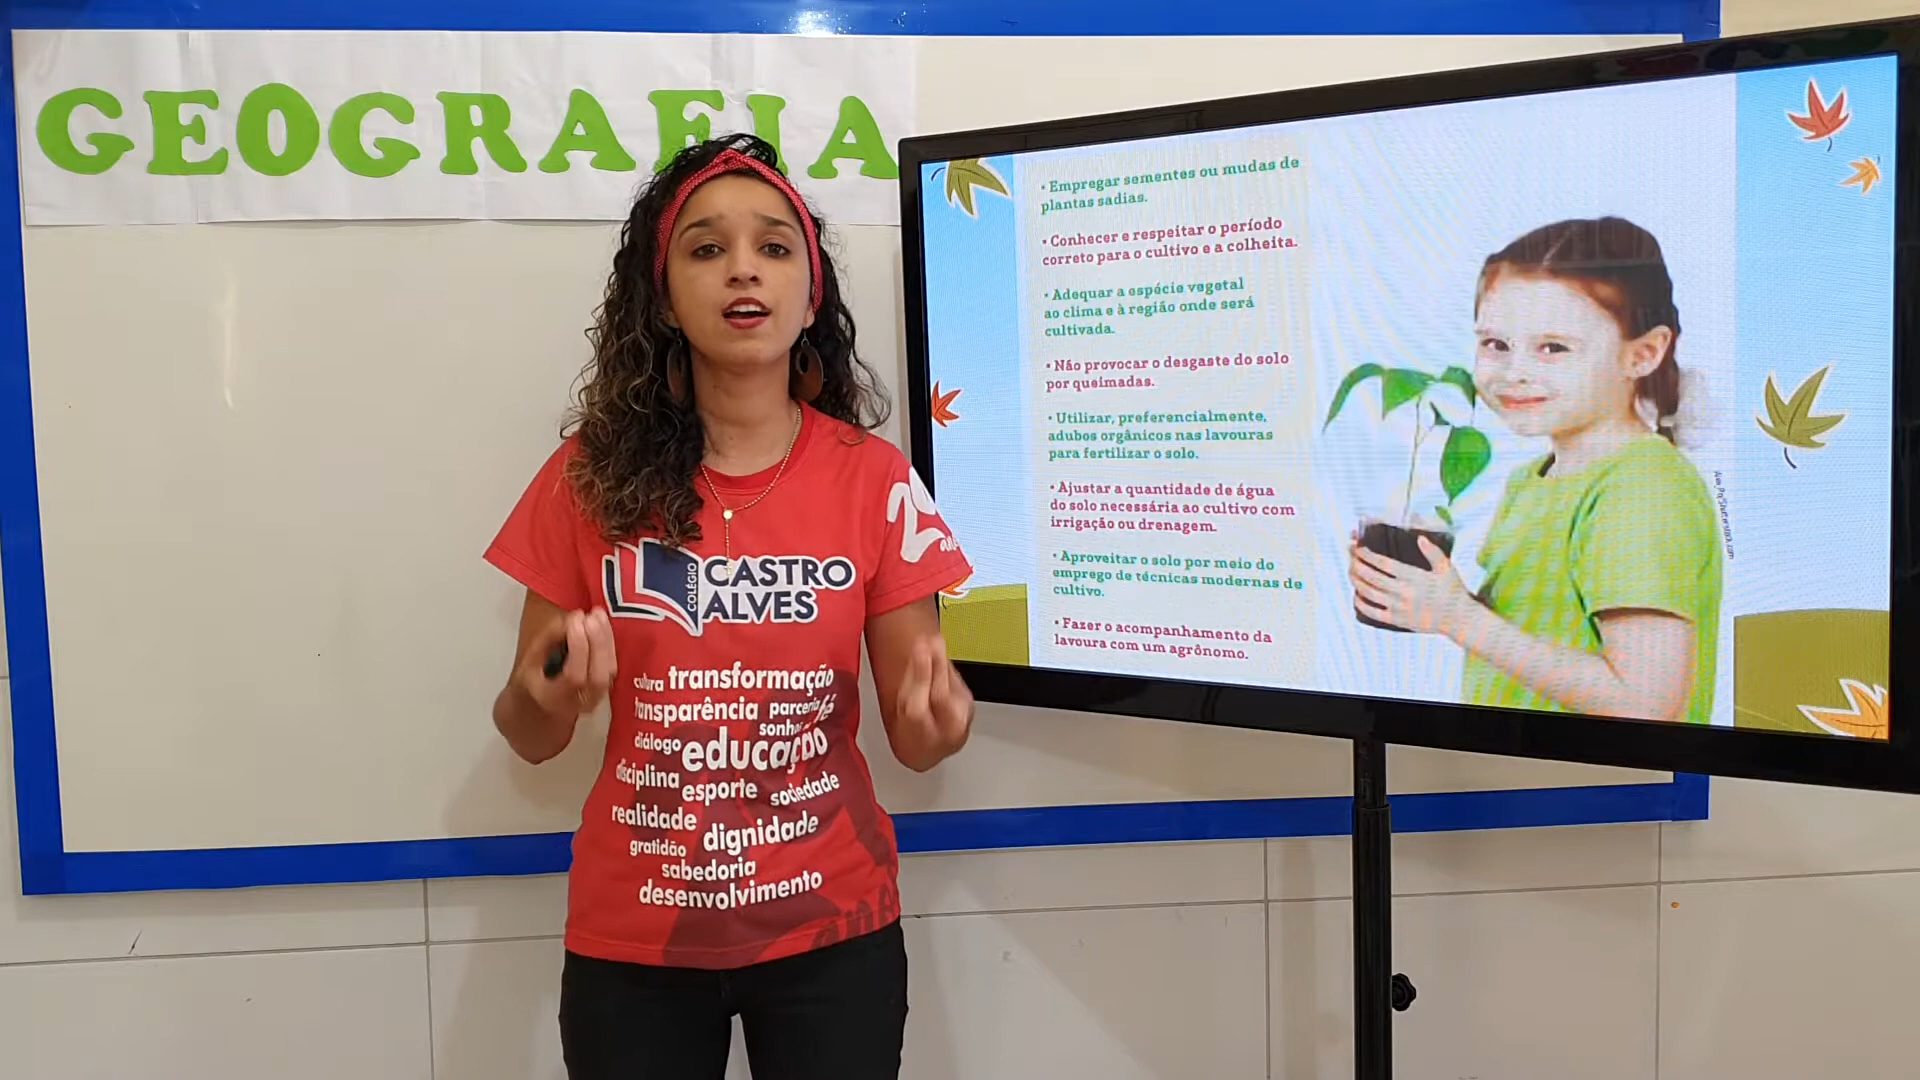 GEOGRAFIA
• Empregar sementes ou mudas de
plantas sadias.
• Conhecer e respeitar o período
correto para o cultivo e a colheita.
• Adequar a espécie vegetal
ao clima e à região onde será
cultivada.
• Não provocar o desgaste do solo
por queimadas.
• Utilizar, preferencialmente,
adubos orgânicos nas lavouras
para fertilizar o solo.
• Ajustar a quantidade de água
do solo necessária ao cultivo com
irrigação ou drenagem.
• Aproveitar o solo por meio do
emprego de técnicas modernas de
cultivo.
• Fazer o acompanhamento da
lavoura com um agrônomo.
COLÉGIO
CASTRO
ALVES
transformação
parceria
diálogo
educação
esporte sociedade
realidade
dignidade
gratidão
sabedoria
desenvolvimento